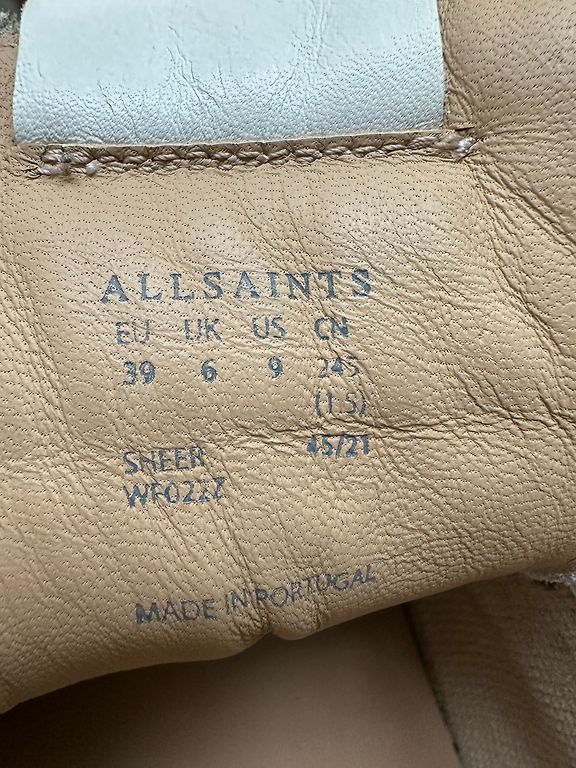 ALLSAINTS
EU UK US CN
39 6 9 245
(1.5)
SHEER 45/21
WF022Z
MADE IN PORTUGAL